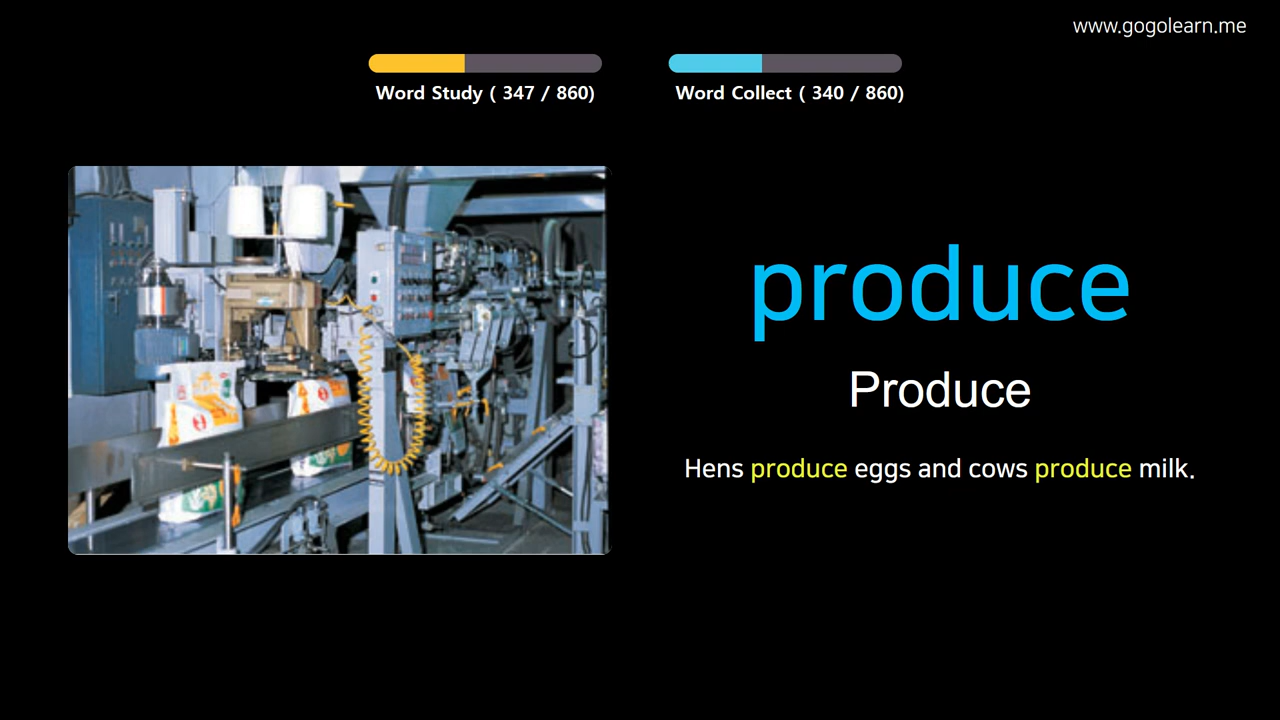 www.gogolearn.me
Word Study ( 347 / 860)
Word Collect ( 340 / 860)
produce
Produce
Hens produce eggs and cows produce milk.